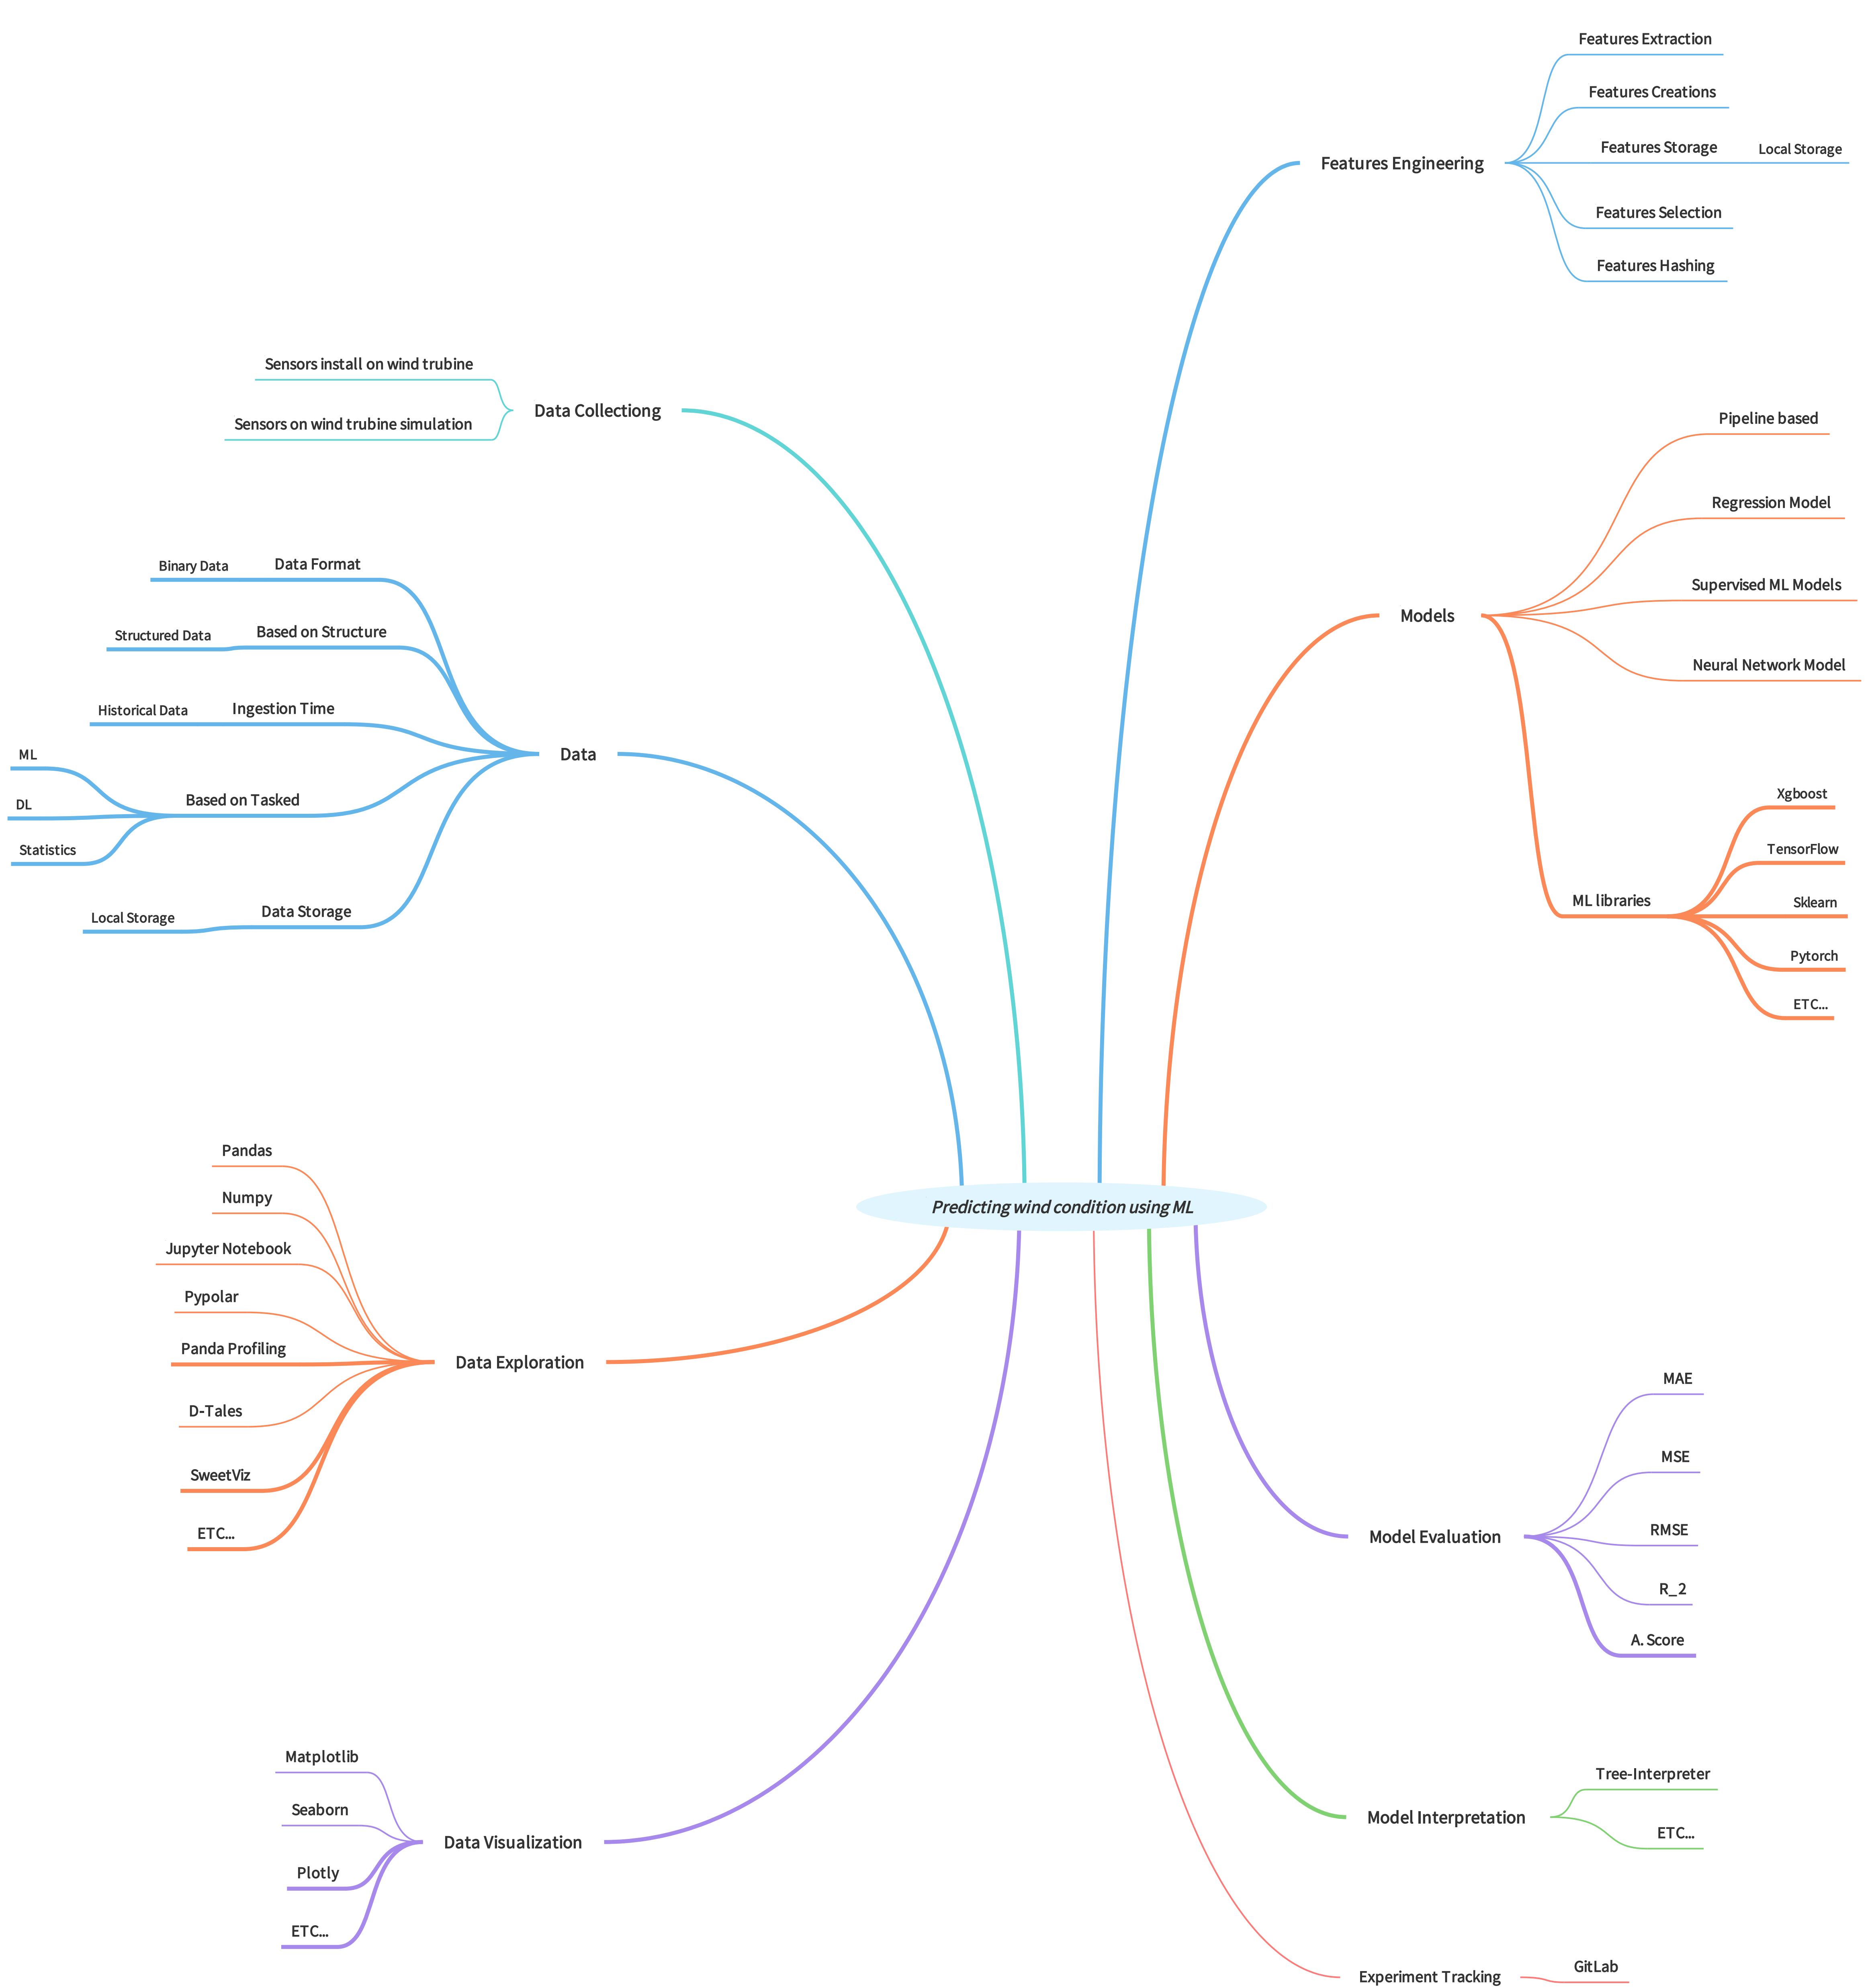 Predicting wind condition using ML
Data Collectiong
Sensors install on wind trubine
Sensors on wind trubine simulation
Data
Data Format
Binary Data
Based on Structure
Structured Data
Ingestion Time
Historical Data
Based on Tasked
ML
DL
Statistics
Data Storage
Local Storage
Data Exploration
Pandas
Numpy
Jupyter Notebook
Pypolar
Panda Profiling
D-Tales
SweetViz
ETC...
Data Visualization
Matplotlib
Seaborn
Plotly
ETC...
Features Engineering
Features Extraction
Features Creations
Features Storage
Local Storage
Features Selection
Features Hashing
Models
Pipeline based
Regression Model
Supervised ML Models
Neural Network Model
ML libraries
Xgboost
TensorFlow
Sklearn
Pytorch
ETC...
Model Evaluation
MAE
MSE
RMSE
R_2
A. Score
Model Interpretation
Tree-Interpreter
ETC...
Experiment Tracking
GitLab